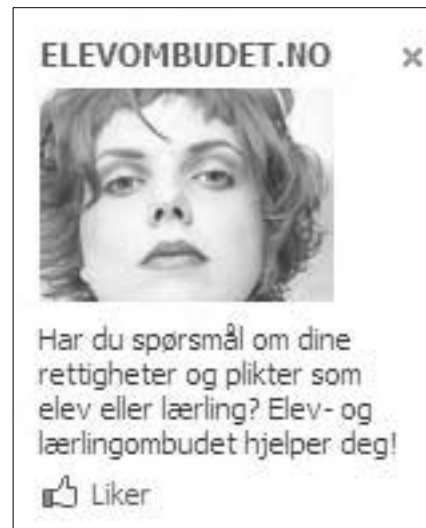 ELEVOMBUDET.NO
Har du spørsmål om dine
rettigheter og plikter som
elev eller lærling? Elev- og
lærlingombudet hjelper deg!
Liker